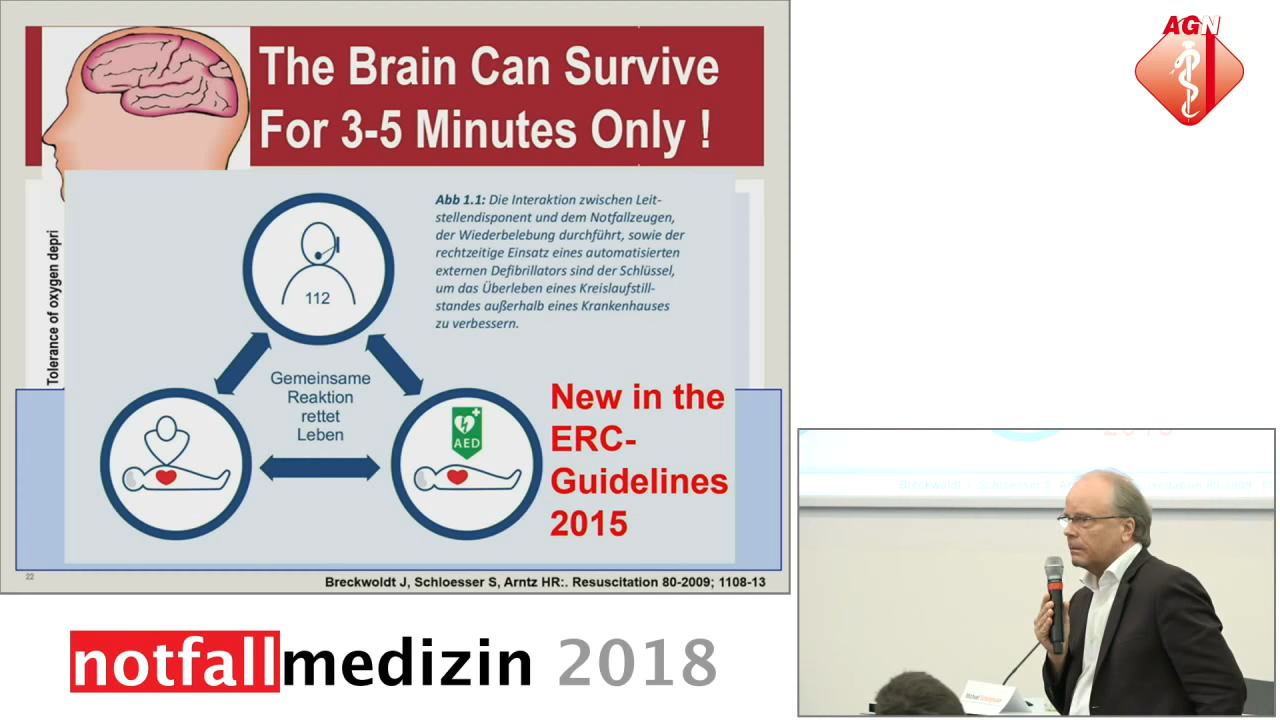 The Brain Can Survive
For 3-5 Minutes Only !
AGN
Tolerance of oxygen depri
Abb 1.1: Die Interaktion zwischen Leit-
stellendisponent und dem Notfallzeugen,
der Wiederbelebung durchführt, sowie der
rechtzeitige Einsatz eines automatisierten
externen Defibrillators sind der Schlüssel,
um das Überleben eines Kreislaufstill-
standes außerhalb eines Krankenhauses
zu verbessern.
112
Gemeinsame
Reaktion
rettet
Leben
AED
New in the
ERC-
Guidelines
2015
22
Breckwoldt J, Schloesser S, Arntz HR:. Resuscitation 80-2009; 1108-13
notfallmedizin 2018
Michael